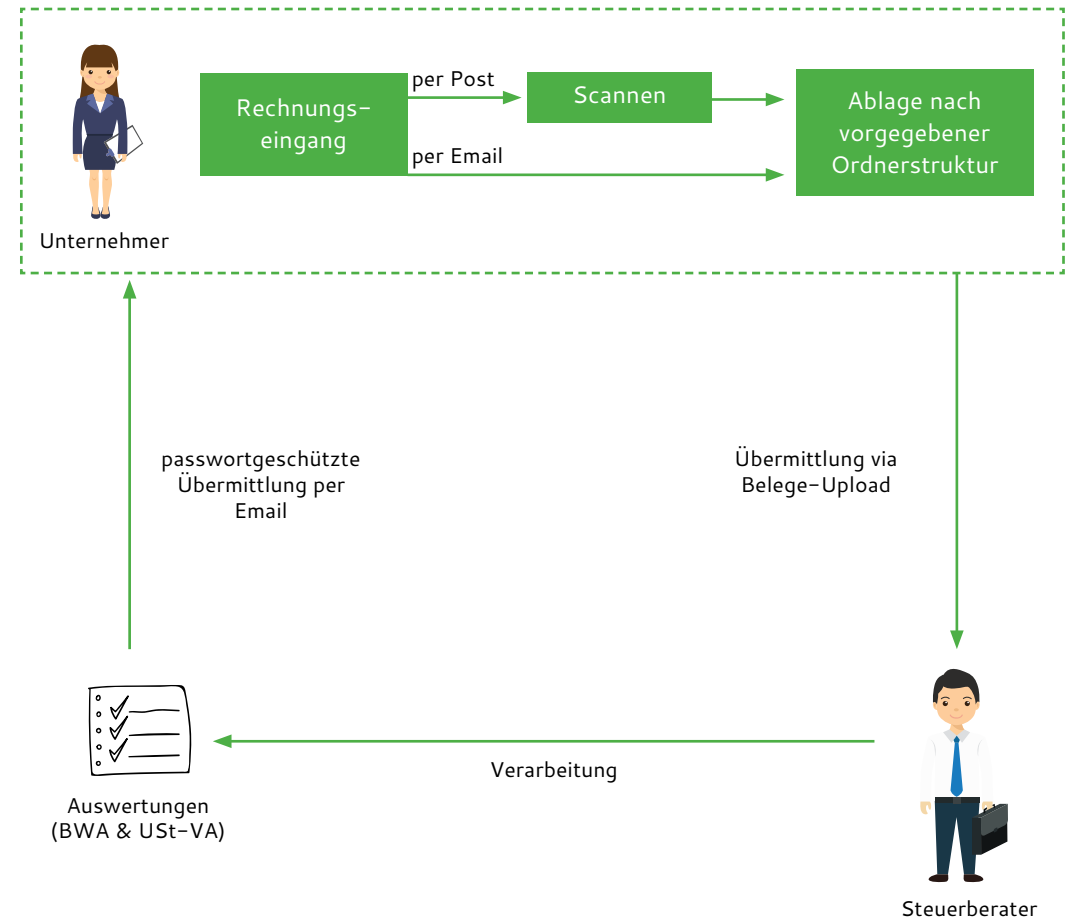 Rechnungs-
eingang
per Post
per Email
Scannen
Ablage nach
vorgegebener
Ordnerstruktur
Unternehmer
passwortgeschützte
Übermittlung per
Email
Übermittlung via
Belege-Upload
Verarbeitung
Auswertungen
(BWA & USt-VA)
Steuerberater